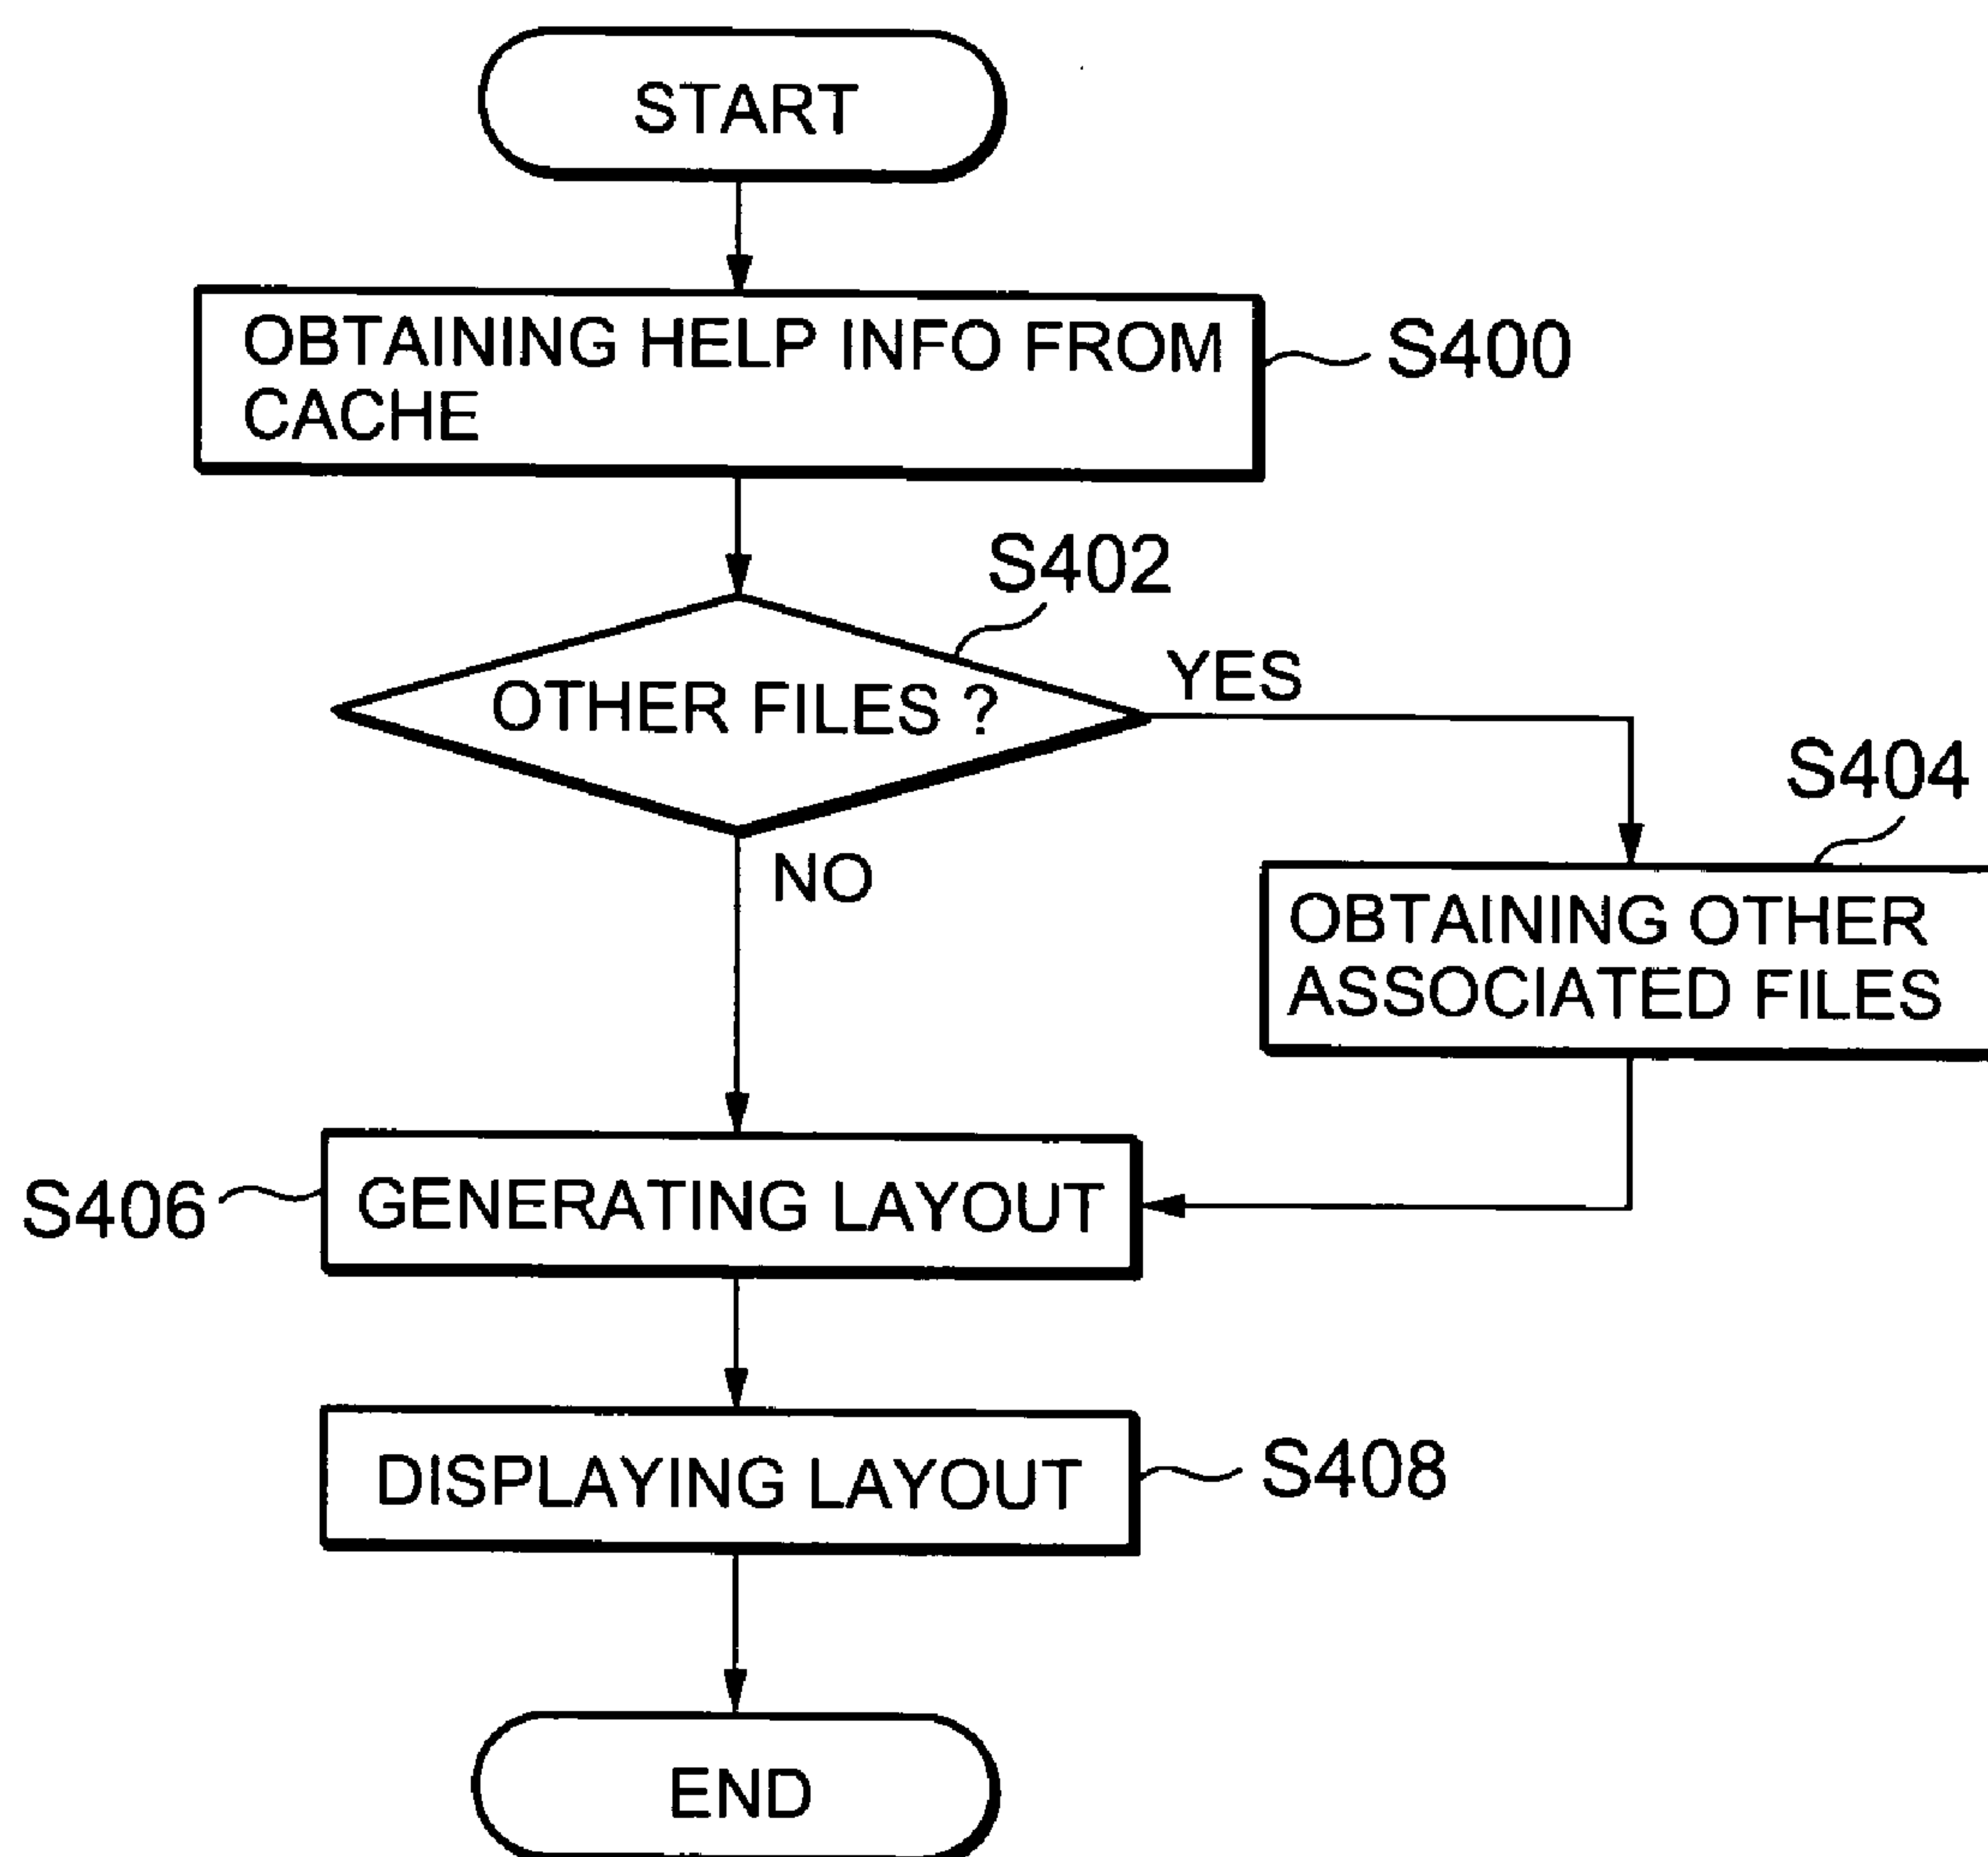 START
OBTAINING HELP INFO FROM
CACHE
S400
S402
OTHER FILES ?
YES
NO
S404
OBTAINING OTHER
ASSOCIATED FILES
S406
GENERATING LAYOUT
DISPLAYING LAYOUT
S408
END